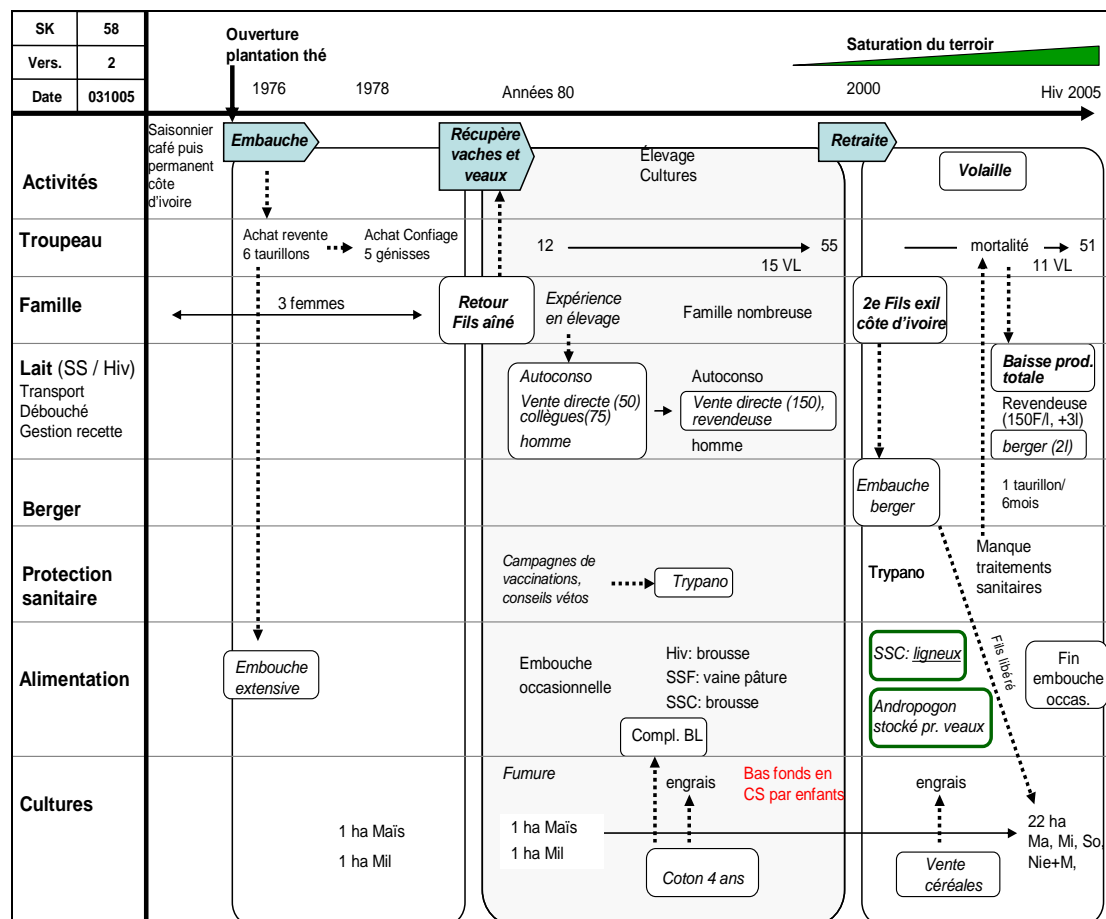 SK 58
Vers. 2
Date 031005
Ouverture
plantation thé
Saturation du terroir
1976
1978
Années 80
2000
Hiv 2005
Activités
Saisonnier
café puis
permanent
côte
d'ivoire
Embauche
Récupère
vaches et
veaux
Élevage
Cultures
Retraite
Volaille
Troupeau
Achat revente
6 taurillons
Achat Confiage
5 génisses
12
55
15 VL
mortalité
51
11 VL
Famille
3 femmes
Retour
Fils aîné
Expérience
en élevage
Famille nombreuse
2e Fils exil
côte d'ivoire
Lait (SS / Hiv)
Transport
Débouché
Gestion recette
Autoconso
Vente directe (50)
collègues(75)
homme
Autoconso
Vente directe (150),
revendeuse
homme
Baisse prod.
totale
Revendeuse
(150F/l, +3l)
berger (2l)
Berger
Embauche
berger
1 taurillon/
6mois
Protection
sanitaire
Campagnes de
vaccinations,
conseils vétos
Trypano
Trypano
Manque
traitements
sanitaires
Alimentation
Embouche
extensive
Embouche
occasionnelle
Hiv: brousse
SSF: vaine pâture
SSC: brousse
Compl. BL
SSC: ligneux
Andropogon
stocké pr. veaux
Fils libéré
Fin
embouche
occas.
Cultures
1 ha Maïs
1 ha Mil
Fumure
1 ha Maïs
1 ha Mil
engrais
Bas fonds en
CS par enfants
Coton 4 ans
engrais
Vente
céréales
22 ha
Ma, Mi, So,
Nie+M,